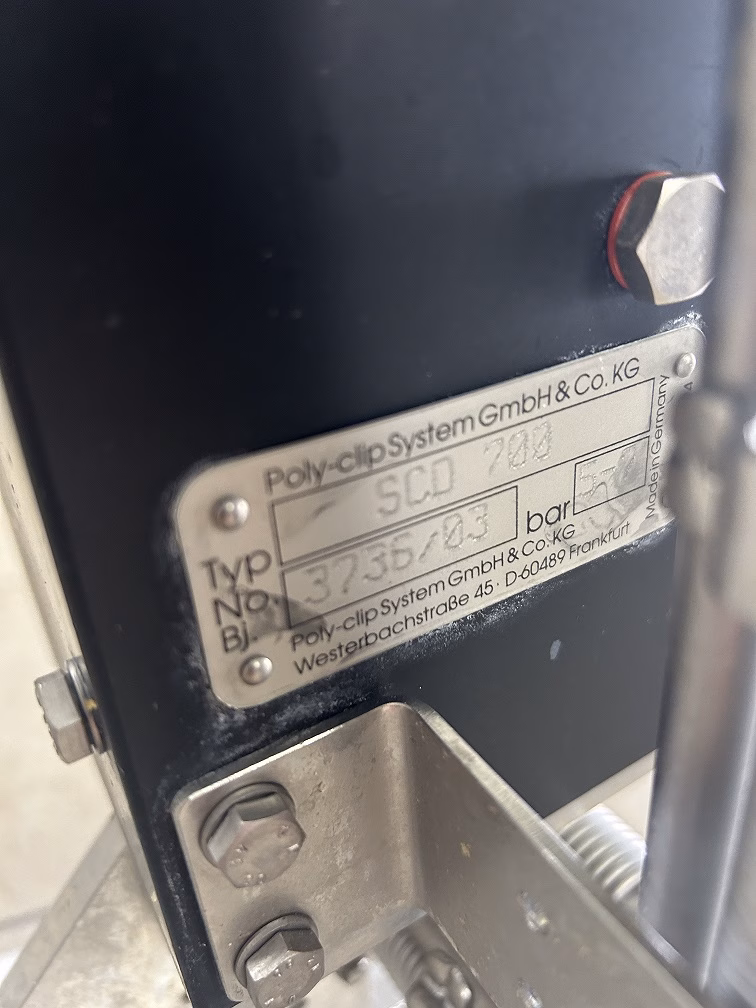 Poly-clip System GmbH & Co. KG
Typ SCD 700
No. 3736/03 bar
Bj.
Poly-clip System GmbH & Co. KG
Westerbachstraße 45 · D-60489 Frankfurt
Made in Germany